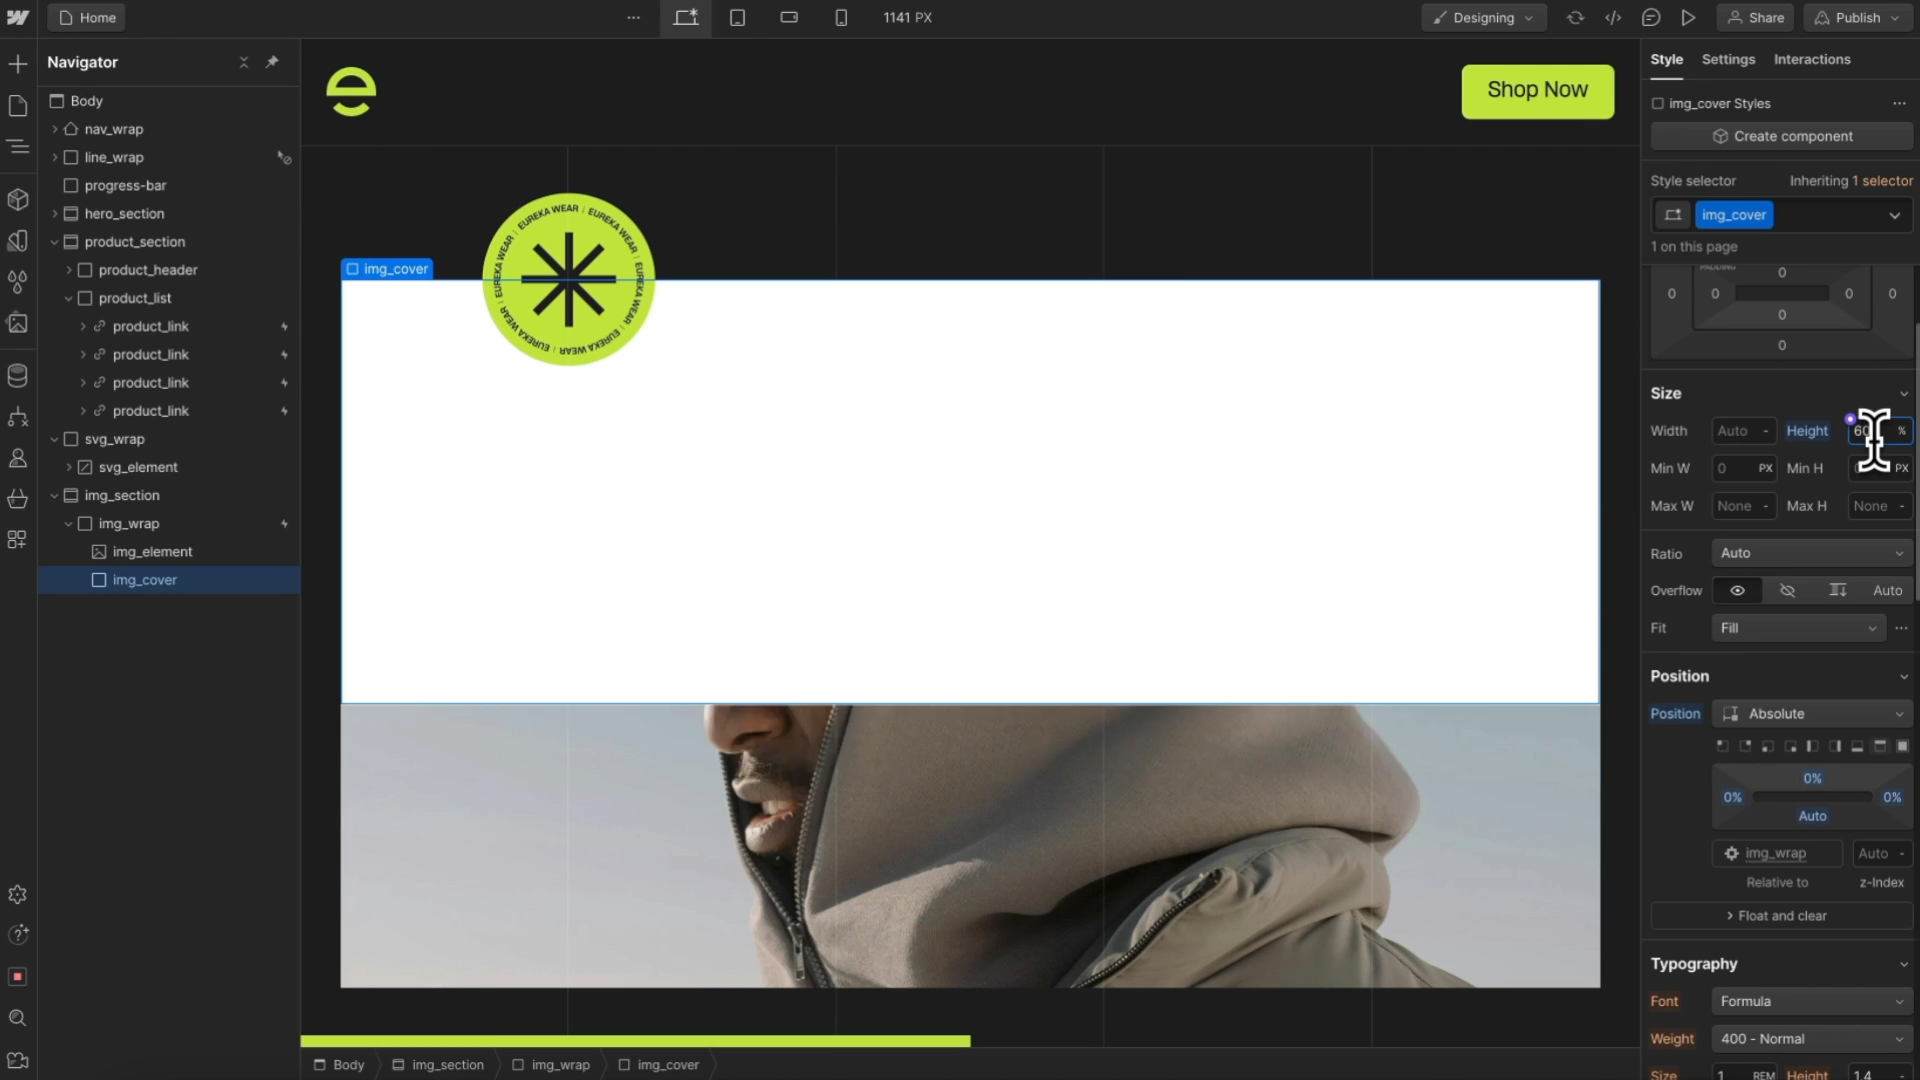 Home
1141 PX
Designing
Share
Publish
Navigator
Body
nav_wrap
line_wrap
progress-bar
hero_section
product_section
product_header
product_list
product_link
product_link
product_link
product_link
svg_wrap
svg_element
img_section
img_wrap
img_element
img_cover
Shop Now
EUREKA WEAR | EUREKA WEAR | EUREKA WEAR | EUREKA WEAR | EUREKA WEAR | EUREKA WEAR
img_cover
Body
img_section
img_wrap
img_cover
Style Settings Interactions
img_cover Styles
Create component
Style selector Inheriting 1 selector
img_cover
1 on this page
PADDING
0
0 0 0 0
0
0
Size
Width Auto - Height 60 %
Min W 0 PX Min H PX
Max W None - Max H None -
Ratio Auto
Overflow Auto
Fit Fill
Position
Position Absolute
0%
0% 0%
Auto
img_wrap Auto -
Relative to z-Index
Float and clear
Typography
Font Formula
Weight 400 - Normal
Size 1 REM Height 1.4 -